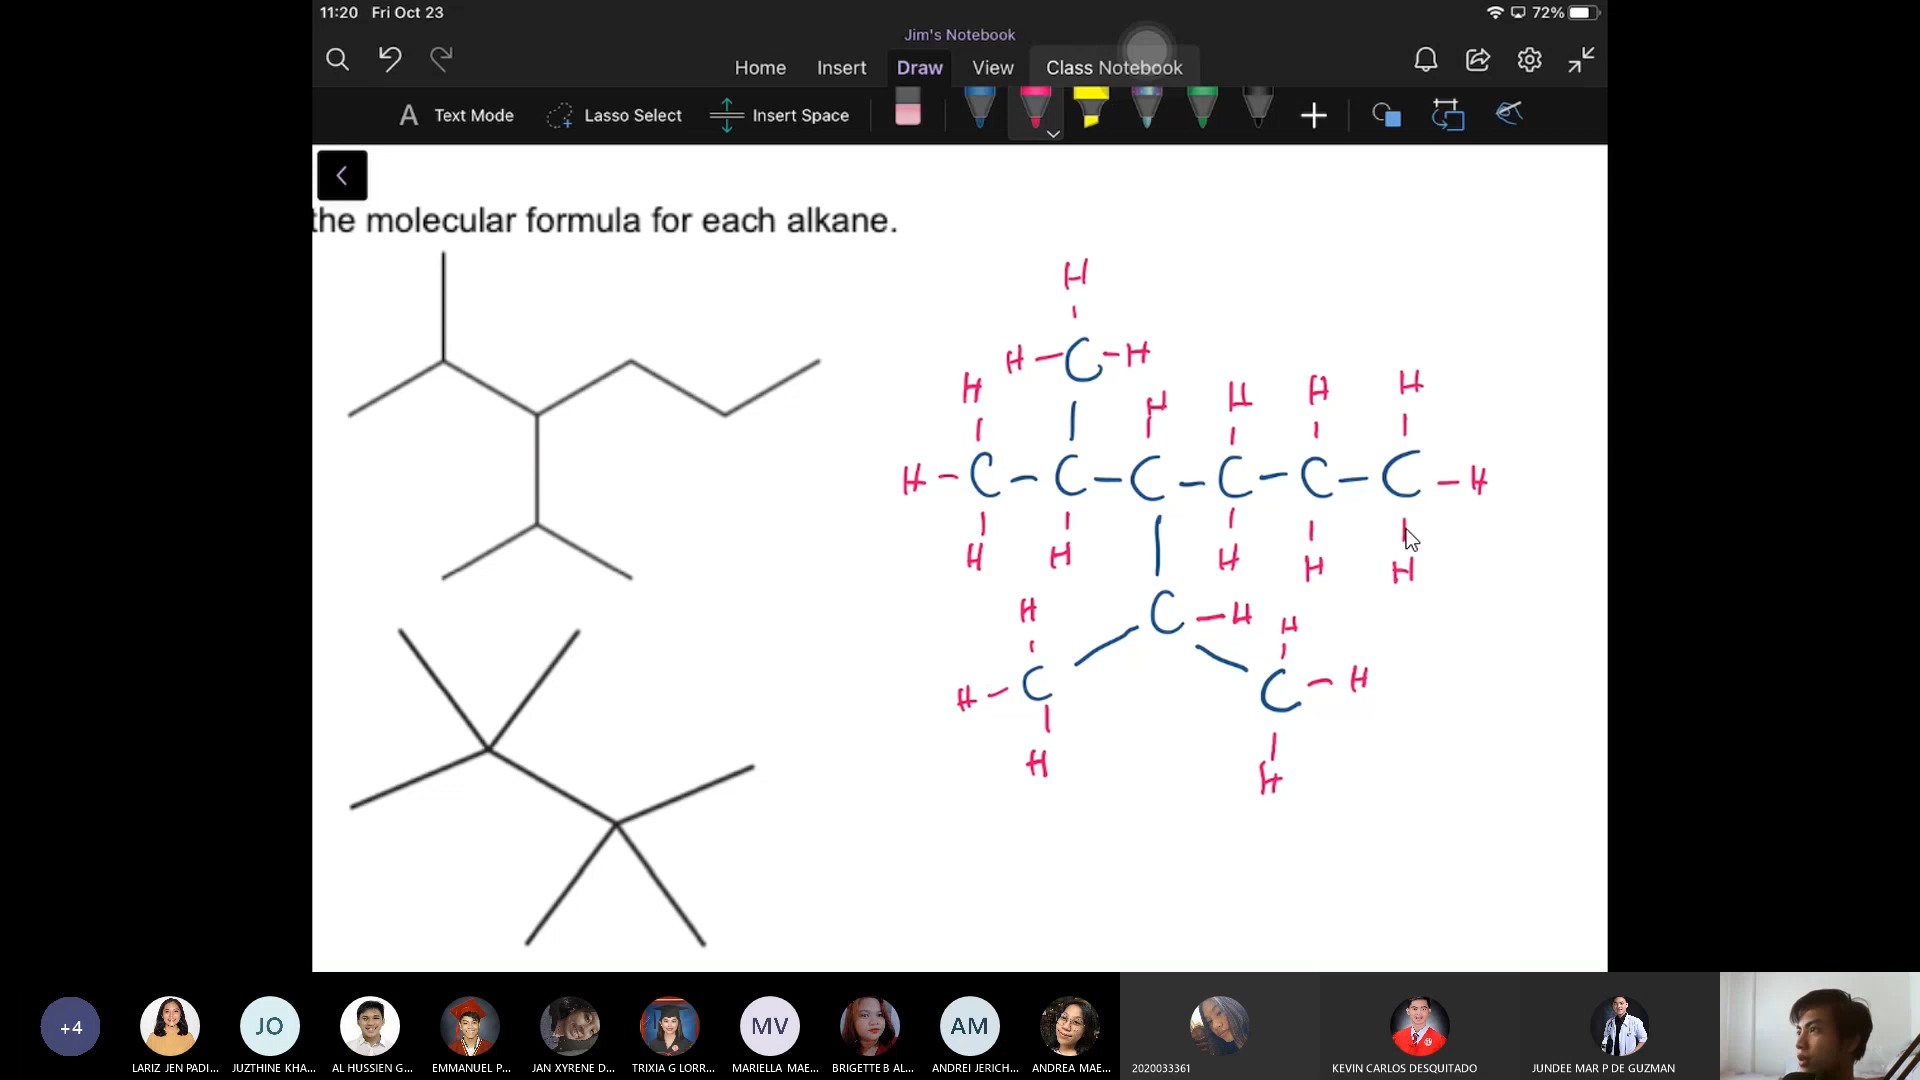 11:20 Fri Oct 23
72%
Jim's Notebook
Home Insert Draw View Class Notebook
A Text Mode Lasso Select Insert Space
the molecular formula for each alkane.
H
H - C - H
H H H H H
H - C - C - C - C - C - C - H
H H H H H
H C - H H
H - C C - H
H H
+4 JO MV AM
LARIZ JEN PADI... JUZTHINE KHA... AL HUSSIEN G... EMMANUEL P... JAN XYRENE D... TRIXIA G LORR... MARIELLA MAE... BRIGETTE B AL... ANDREI JERICH... ANDREA MAE... 2020033361 KEVIN CARLOS DESQUITADO JUNDEE MAR P DE GUZMAN